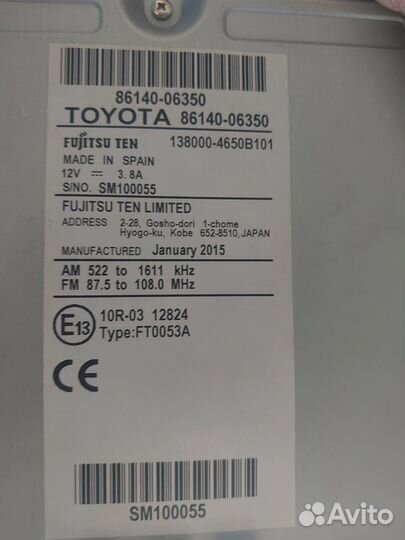 86140-06350
TOYOTA 86140-06350
FUJITSU TEN 138000-4650B101
MADE IN SPAIN
12V 3.8A
S/NO. SM100055
FUJITSU TEN LIMITED
ADDRESS 2-28, Gosho-dori 1-chome
Hyogo-ku, Kobe 652-8510, JAPAN
MANUFACTURED January 2015
AM 522 to 1611 kHz
FM 87.5 to 108.0 MHz
E13 10R-03 12824
Type:FT0053A
CE
SM100055
Avito